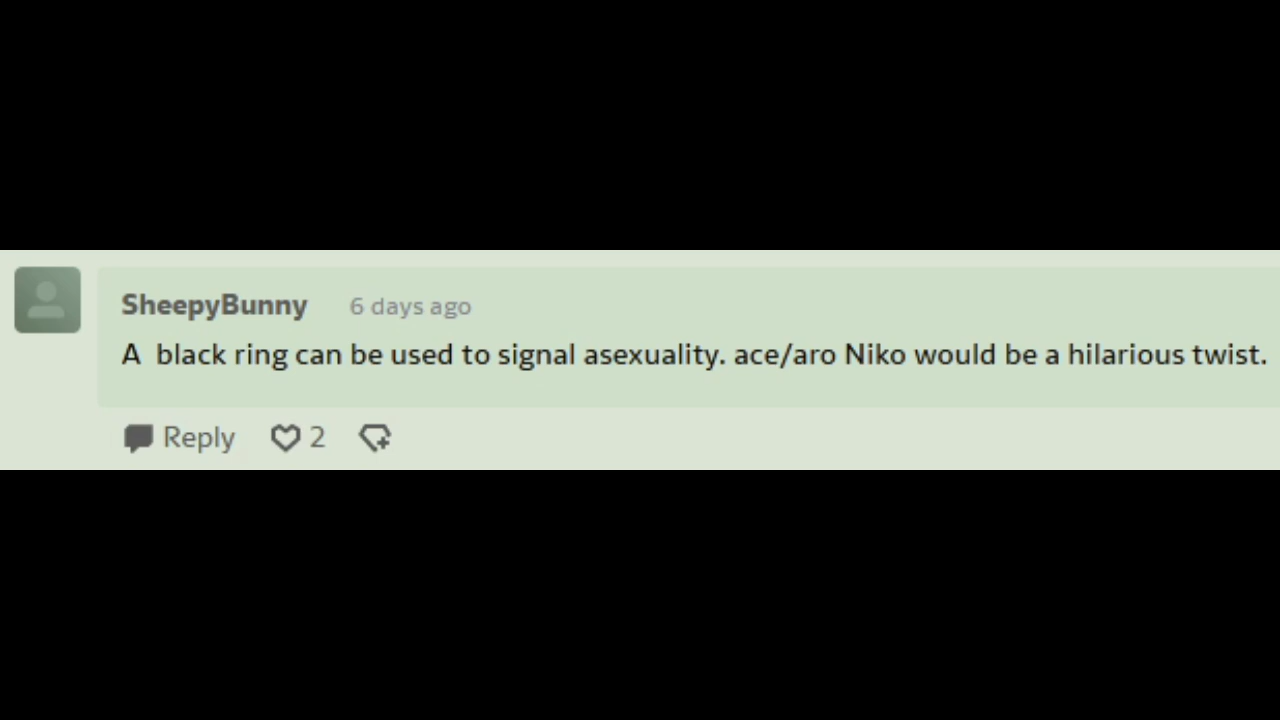 SheepyBunny 6 days ago
A  black ring can be used to signal asexuality. ace/aro Niko would be a hilarious twist.
Reply 2